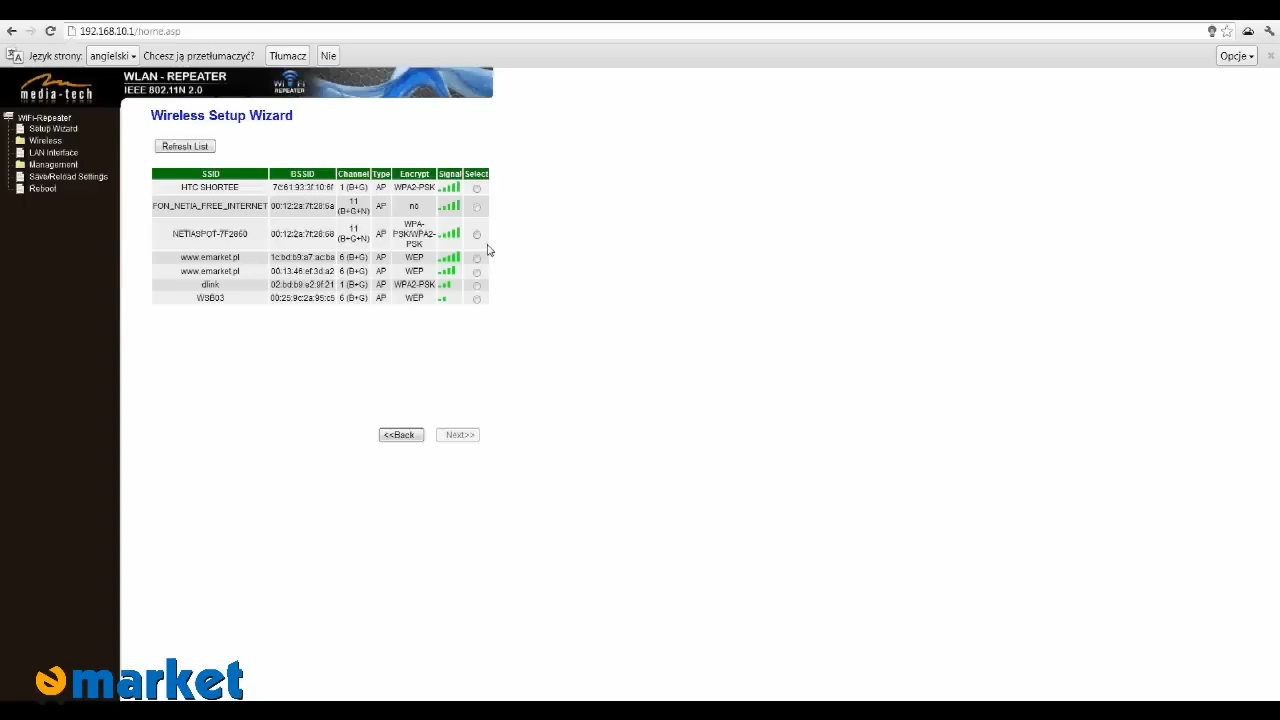 192.168.10.1/home.asp
Język strony: angielski Chcesz ją przetłumaczyć? Tłumacz Nie Opcje
media-tech
WLAN - REPEATER
IEEE 802.11N 2.0
WI FI
REPEATER
WiFi-Repeater
Setup Wizard
Wireless
LAN Interface
Management
Save/Reload Settings
Reboot
Wireless Setup Wizard
Refresh List
SSID BSSID Channel Type Encrypt Signal Select
HTC SHORTEE 7c:61:93:3f:10:6f 1 (B+G) AP WPA2-PSK
FON_NETIA_FREE_INTERNET 00:12:2a:7f:28:6a 11 (B+G+N) AP no
NETIASPOT-7F2860 00:12:2a:7f:28:68 11 (B+G+N) AP WPA-PSK/WPA2-PSK
www.emarket.pl 1c:bd:b9:a7:ac:ba 6 (B+G) AP WEP
www.emarket.pl 00:13:46:ef:3d:a2 6 (B+G) AP WEP
dlink 02:bd:b9:e2:9f:21 1 (B+G) AP WPA2-PSK
WSB03 00:25:9c:2a:95:c5 6 (B+G) AP WEP
<<Back Next>>
emarket